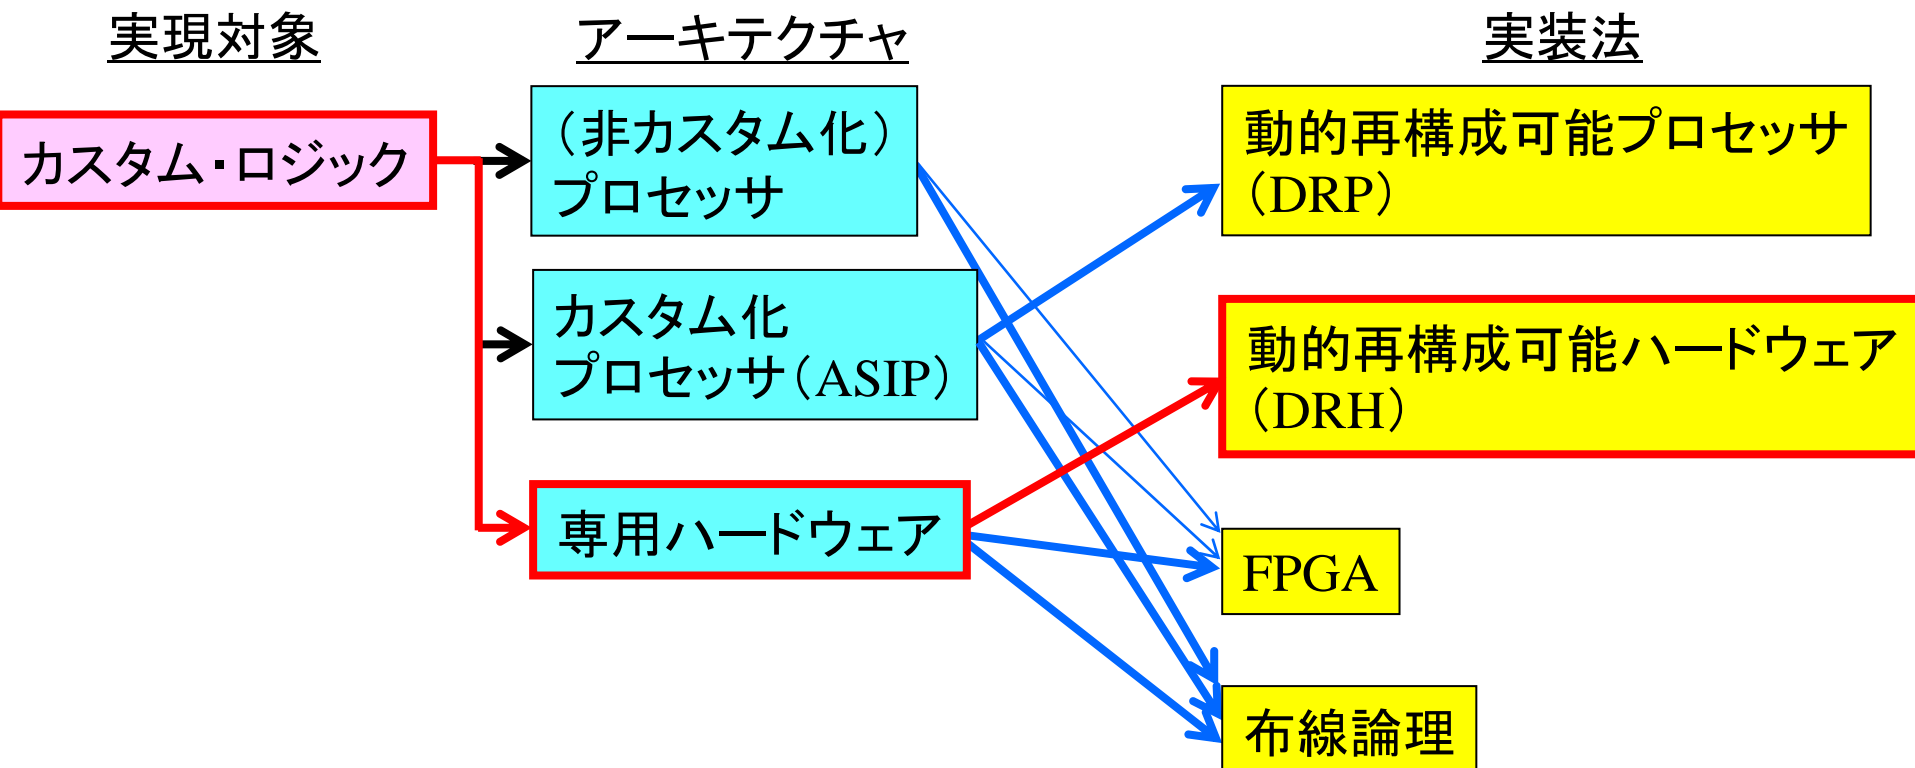 実現対象
アーキテクチャ
実装法
カスタム・ロジック
（非カスタム化）
プロセッサ
カスタム化
プロセッサ（ASIP）
専用ハードウェア
動的再構成可能プロセッサ
（DRP）
動的再構成可能ハードウェア
（DRH）
FPGA
布線論理